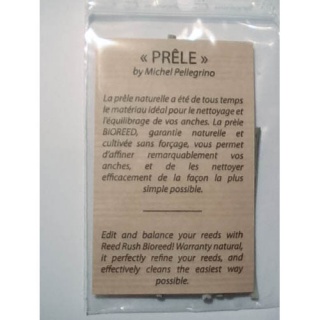 « PRÊLE »
by Michel Pellegrino
La prêle naturelle a été de tous temps
le matériau idéal pour le nettoyage et
l'équilibrage de vos anches. La prèle
BIOREED, garantie naturelle et
cultivée sans forçage, vous permet
d'affiner remarquablement vos
anches, et de les nettoyer
efficacement de la façon la plus
simple possible.
Edit and balance your reeds with
Reed Rush Bioreed! Warranty natural,
it perfectly refine your reeds, and
effectively cleans the easiest way
possible.